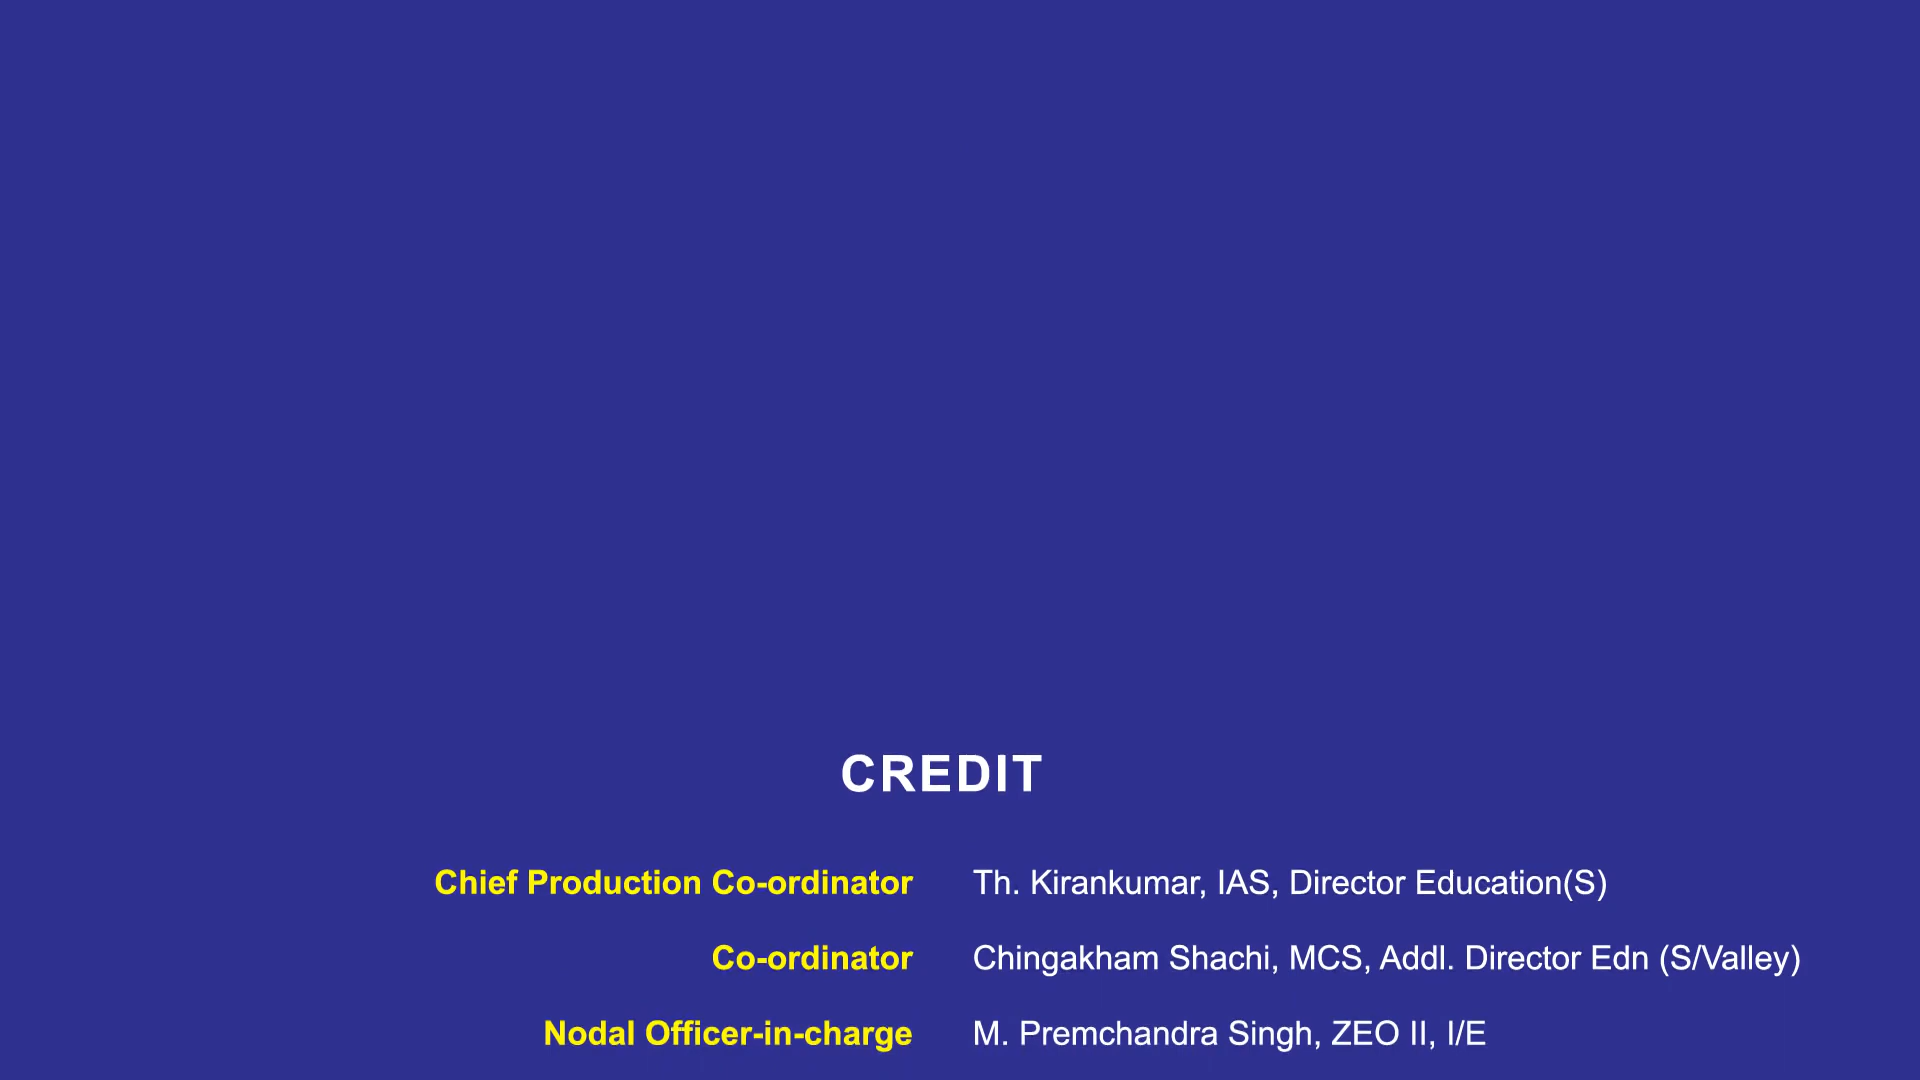 CREDIT
Chief Production Co-ordinator Th. Kirankumar, IAS, Director Education(S)
Co-ordinator Chingakham Shachi, MCS, Addl. Director Edn (S/Valley)
Nodal Officer-in-charge M. Premchandra Singh, ZEO II, I/E